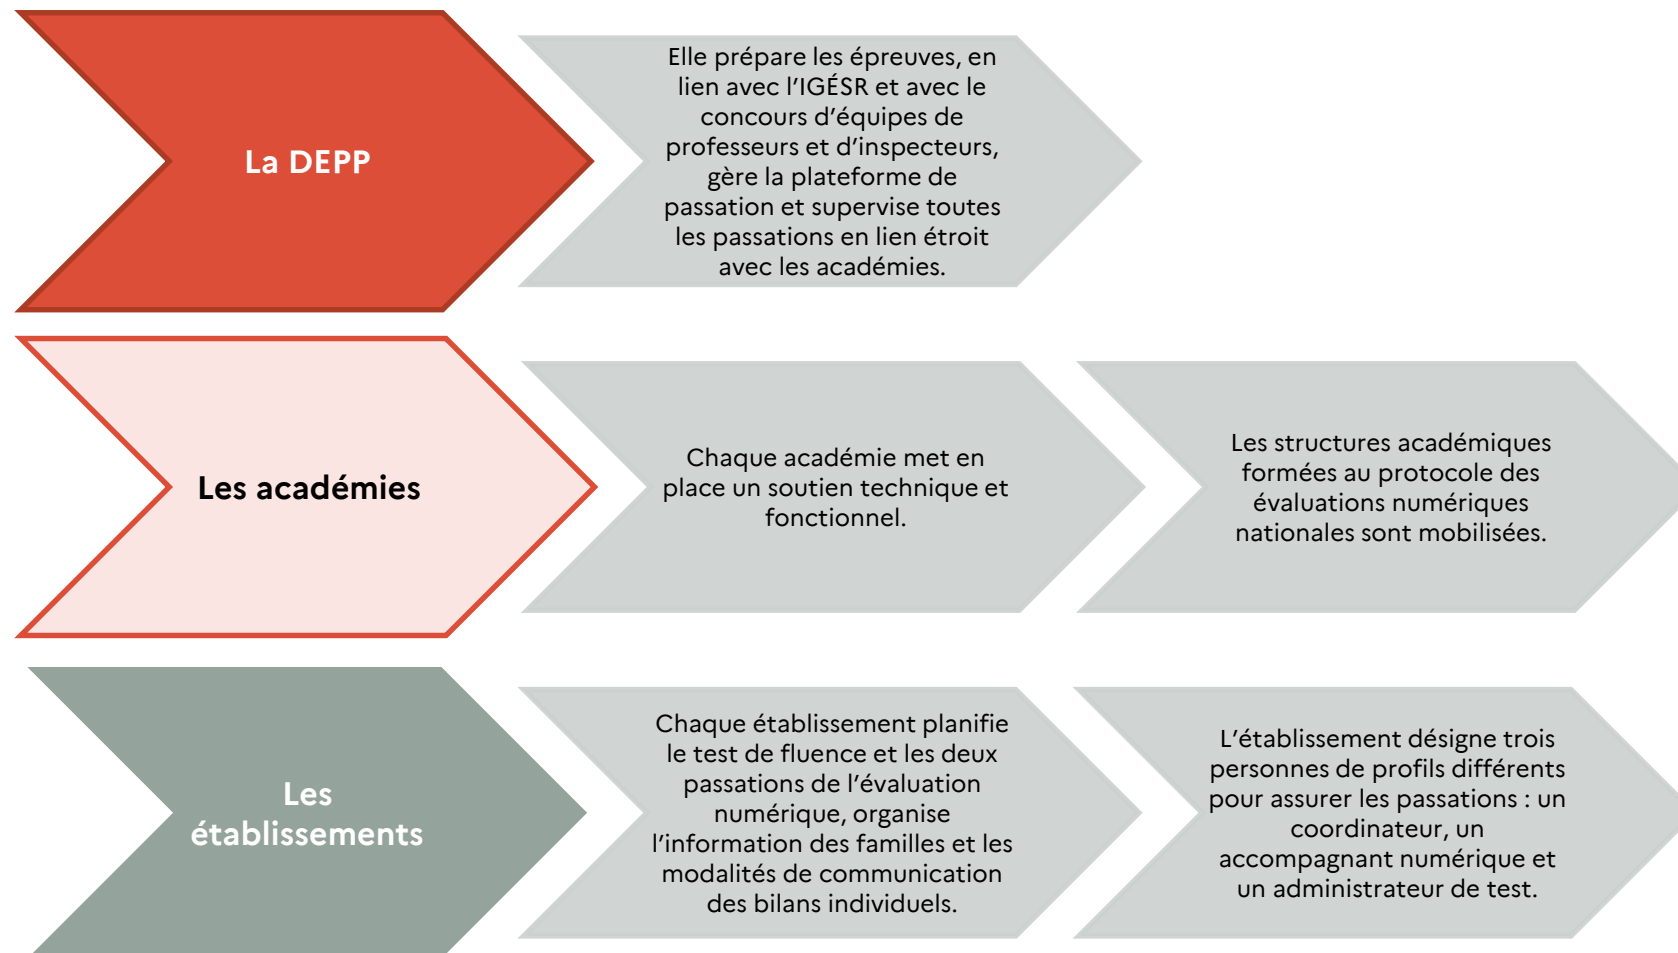 La DEPP
Elle prépare les épreuves, en
lien avec l’IGÉSR et avec le
concours d’équipes de
professeurs et d’inspecteurs,
gère la plateforme de
passation et supervise toutes
les passations en lien étroit
avec les académies.
Les académies
Chaque académie met en
place un soutien technique et
fonctionnel.
Les structures académiques
formées au protocole des
évaluations numériques
nationales sont mobilisées.
Les
établissements
Chaque établissement planifie
le test de fluence et les deux
passations de l’évaluation
numérique, organise
l’information des familles et les
modalités de communication
des bilans individuels.
L’établissement désigne trois
personnes de profils différents
pour assurer les passations : un
coordinateur, un
accompagnant numérique et
un administrateur de test.